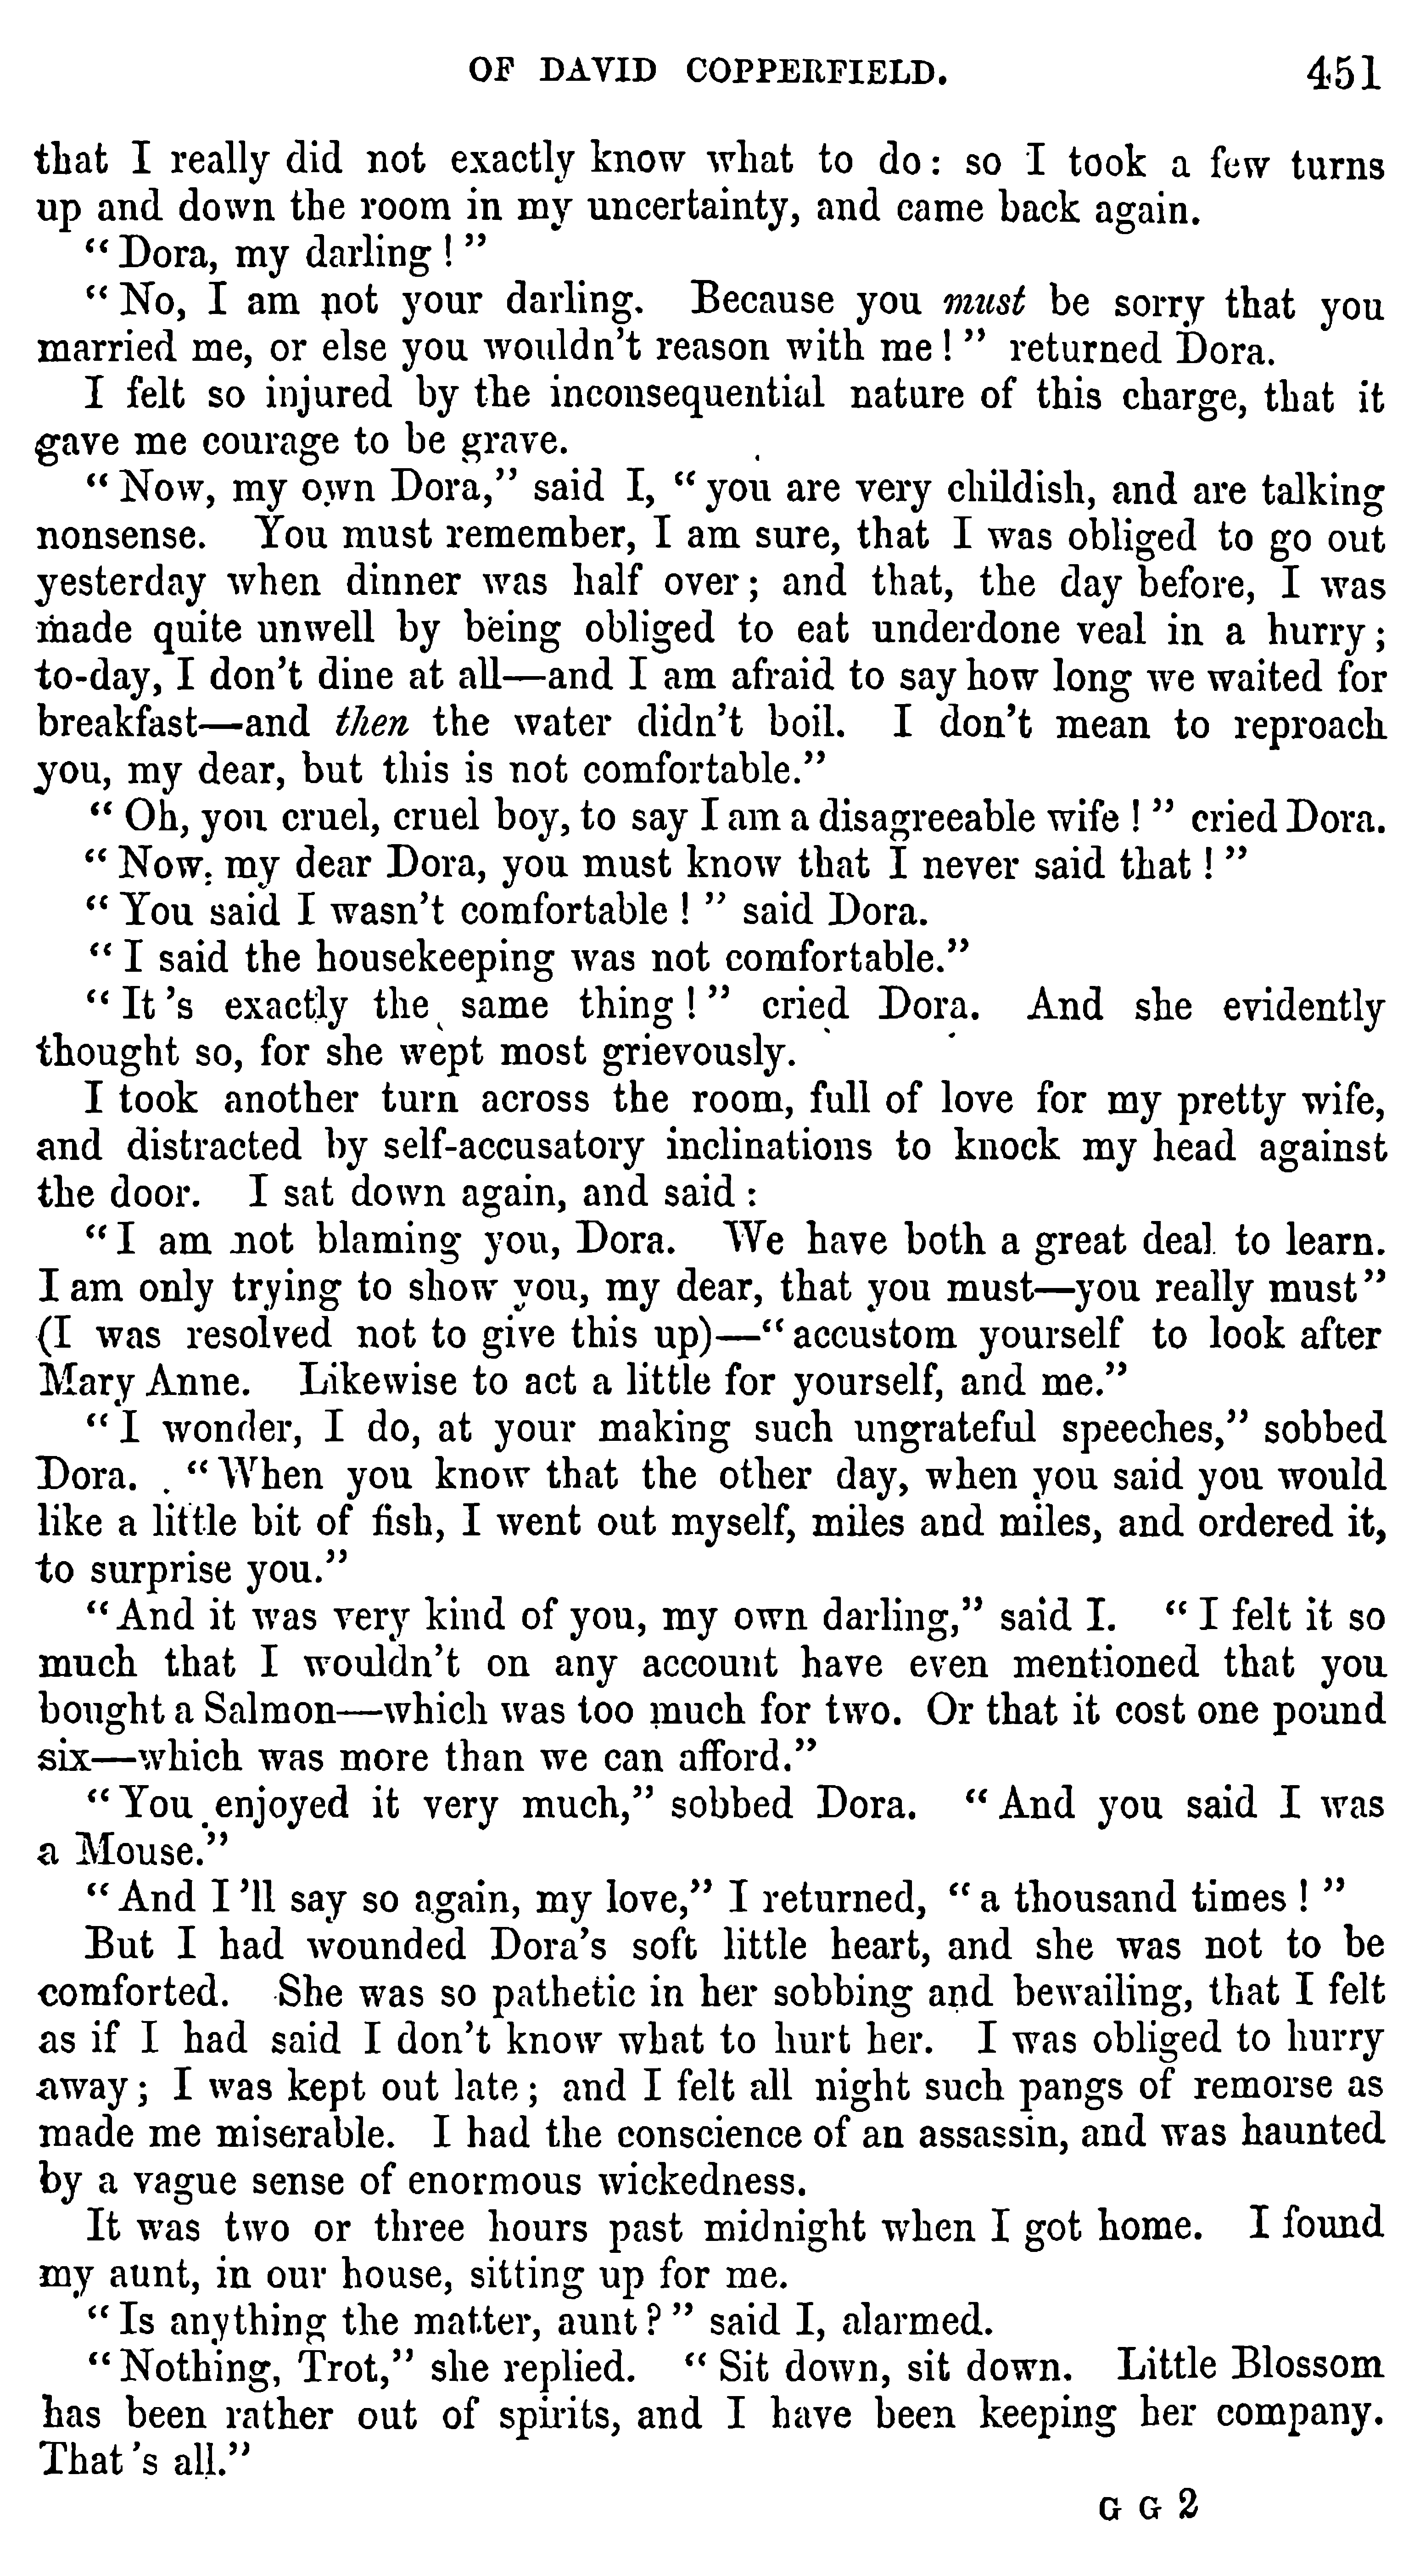 OF DAVID COPPERFIELD. 451
that I really did not exactly know what to do: so I took a few turns
up and down the room in my uncertainty, and came back again.
“Dora, my darling!”
“No, I am not your darling. Because you must be sorry that you
married me, or else you wouldn't reason with me!” returned Dora.
I felt so injured by the inconsequential nature of this charge, that it
gave me courage to be grave.
“Now, my own Dora,” said I, “you are very childish, and are talking
nonsense. You must remember, I am sure, that I was obliged to go out
yesterday when dinner was half over; and that, the day before, I was
made quite unwell by being obliged to eat underdone veal in a hurry;
to-day, I don't dine at all—and I am afraid to say how long we waited for
breakfast—and then the water didn't boil. I don't mean to reproach
you, my dear, but this is not comfortable.”
“Oh, you cruel, cruel boy, to say I am a disagreeable wife!” cried Dora.
“Now, my dear Dora, you must know that I never said that!”
“You said I wasn't comfortable!” said Dora.
“I said the housekeeping was not comfortable.”
“It's exactly the same thing!” cried Dora. And she evidently
thought so, for she wept most grievously.
I took another turn across the room, full of love for my pretty wife,
and distracted by self-accusatory inclinations to knock my head against
the door. I sat down again, and said:
“I am not blaming you, Dora. We have both a great deal to learn.
I am only trying to show you, my dear, that you must—you really must”
(I was resolved not to give this up)—“accustom yourself to look after
Mary Anne. Likewise to act a little for yourself, and me.”
“I wonder, I do, at your making such ungrateful speeches,” sobbed
Dora. “When you know that the other day, when you said you would
like a little bit of fish, I went out myself, miles and miles, and ordered it,
to surprise you.”
“And it was very kind of you, my own darling,” said I. “I felt it so
much that I wouldn't on any account have even mentioned that you
bought a Salmon—which was too much for two. Or that it cost one pound
six—which was more than we can afford.”
“You enjoyed it very much,” sobbed Dora. “And you said I was
a Mouse.”
“And I'll say so again, my love,” I returned, “a thousand times!”
But I had wounded Dora's soft little heart, and she was not to be
comforted. She was so pathetic in her sobbing and bewailing, that I felt
as if I had said I don't know what to hurt her. I was obliged to hurry
away; I was kept out late; and I felt all night such pangs of remorse as
made me miserable. I had the conscience of an assassin, and was haunted
by a vague sense of enormous wickedness.
It was two or three hours past midnight when I got home. I found
my aunt, in our house, sitting up for me.
“Is anything the matter, aunt?” said I, alarmed.
“Nothing, Trot,” she replied. “Sit down, sit down. Little Blossom
has been rather out of spirits, and I have been keeping her company.
That's all.”
G G 2